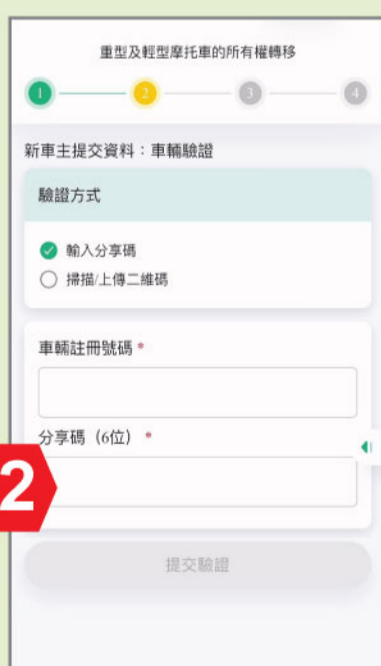 重型及輕型摩托車的所有權轉移
1 2 3 4
新車主提交資料：車輛驗證
驗證方式
輸入分享碼
掃描/上傳二維碼
車輛註冊號碼 *
分享碼（6位） *
2
提交驗證